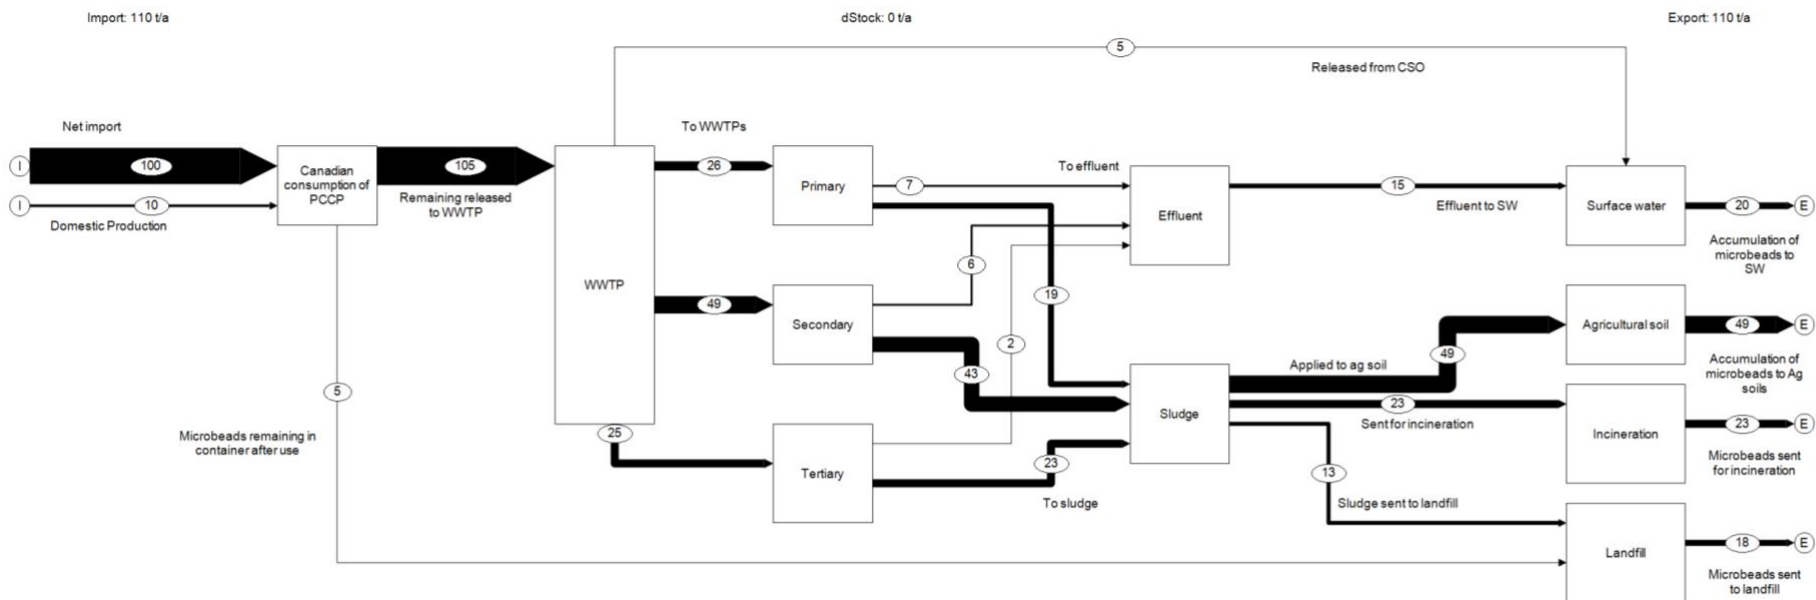 Import: 110 t/a
dStock: 0 t/a
Export: 110 t/a
5
Released from CSO
Net import
To WWTPs
I
100
Canadian
consumption of
PCCP
105
Remaining released
to WWTP
26
Primary
To effluent
7
I
10
Domestic Production
Effluent
15
Effluent to SW
Surface water
20
E
Accumulation of
microbeads to
SW
6
WWTP
19
49
Secondary
2
43
Applied to ag soil
49
Agricultural soil
49
E
Accumulation of
microbeads to Ag
soils
5
Microbeads remaining in
container after use
25
Tertiary
23
To sludge
Sludge
23
Sent for incineration
13
Sludge sent to landfill
Incineration
23
E
Microbeads sent
for incineration
Landfill
18
E
Microbeads sent
to landfill